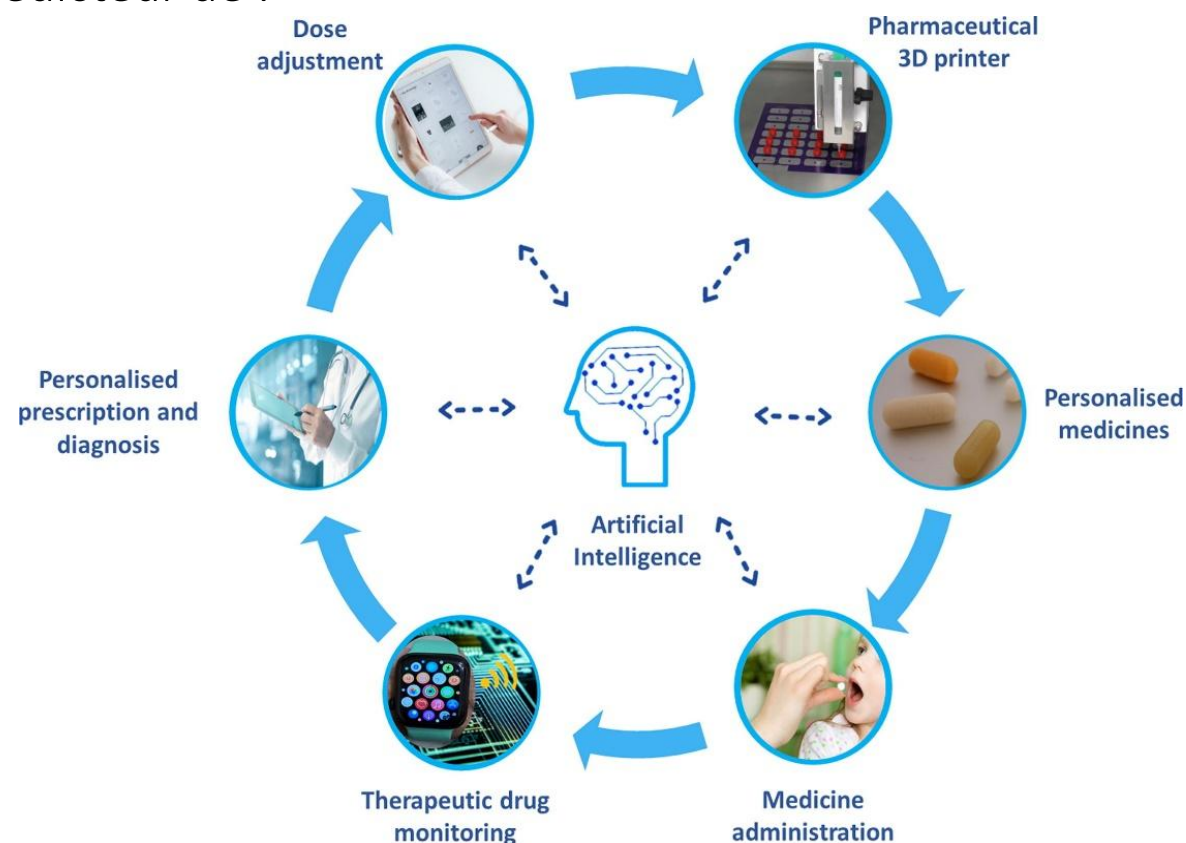 Dose
adjustment
Pharmaceutical
3D printer
Personalised
prescription and
diagnosis
Personalised
medicines
Artificial
Intelligence
Therapeutic drug
monitoring
Medicine
administration